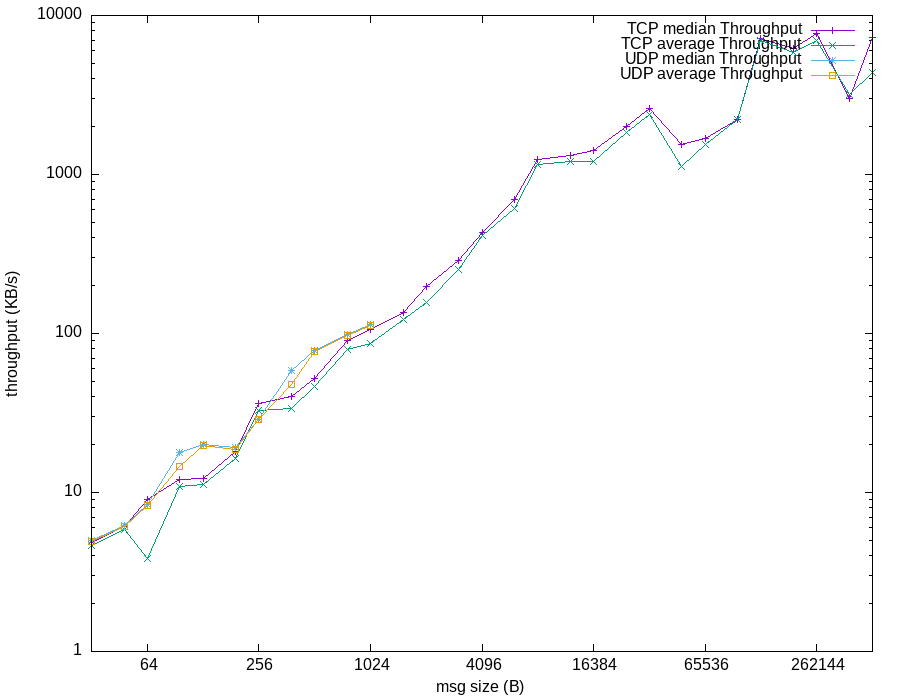 10000
1000
100
10
1
throughput (KB/s)
TCP median Throughput
TCP average Throughput
UDP median Throughput
UDP average Throughput
64
256
1024
4096
16384
65536
262144
msg size (B)